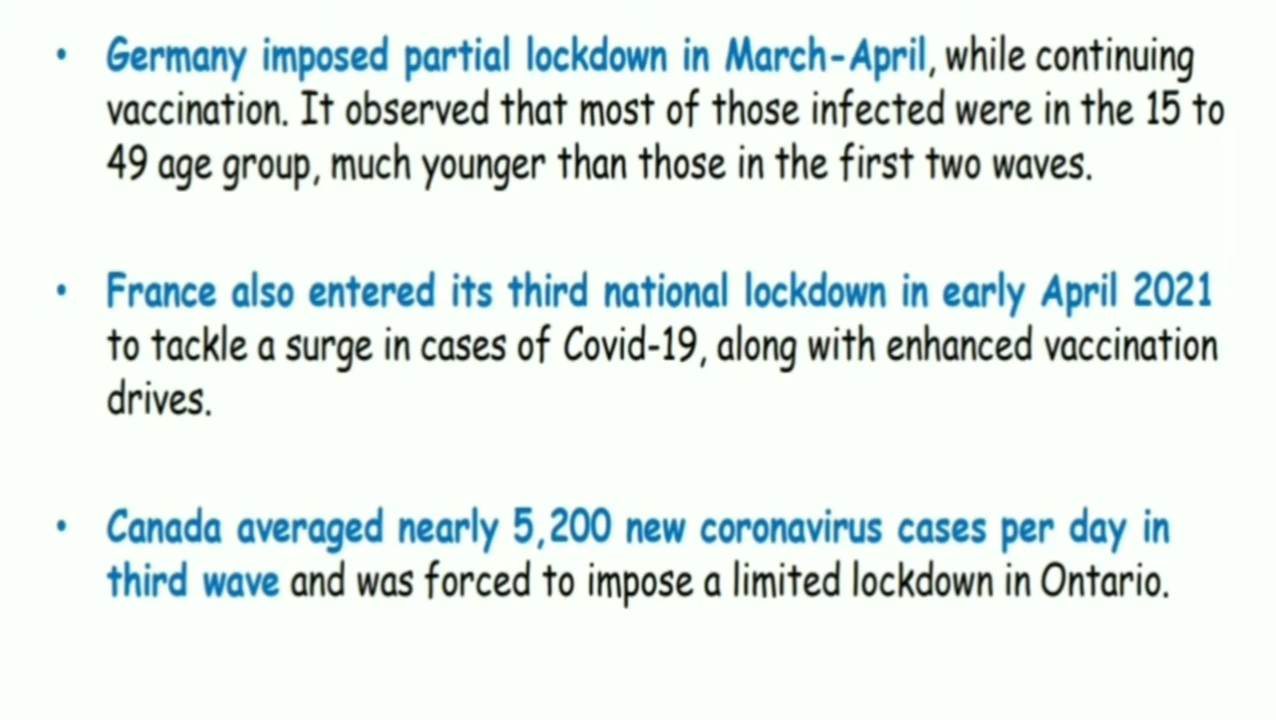 • Germany imposed partial lockdown in March-April, while continuing
vaccination. It observed that most of those infected were in the 15 to
49 age group, much younger than those in the first two waves.
• France also entered its third national lockdown in early April 2021
to tackle a surge in cases of Covid-19, along with enhanced vaccination
drives.
• Canada averaged nearly 5,200 new coronavirus cases per day in
third wave and was forced to impose a limited lockdown in Ontario.